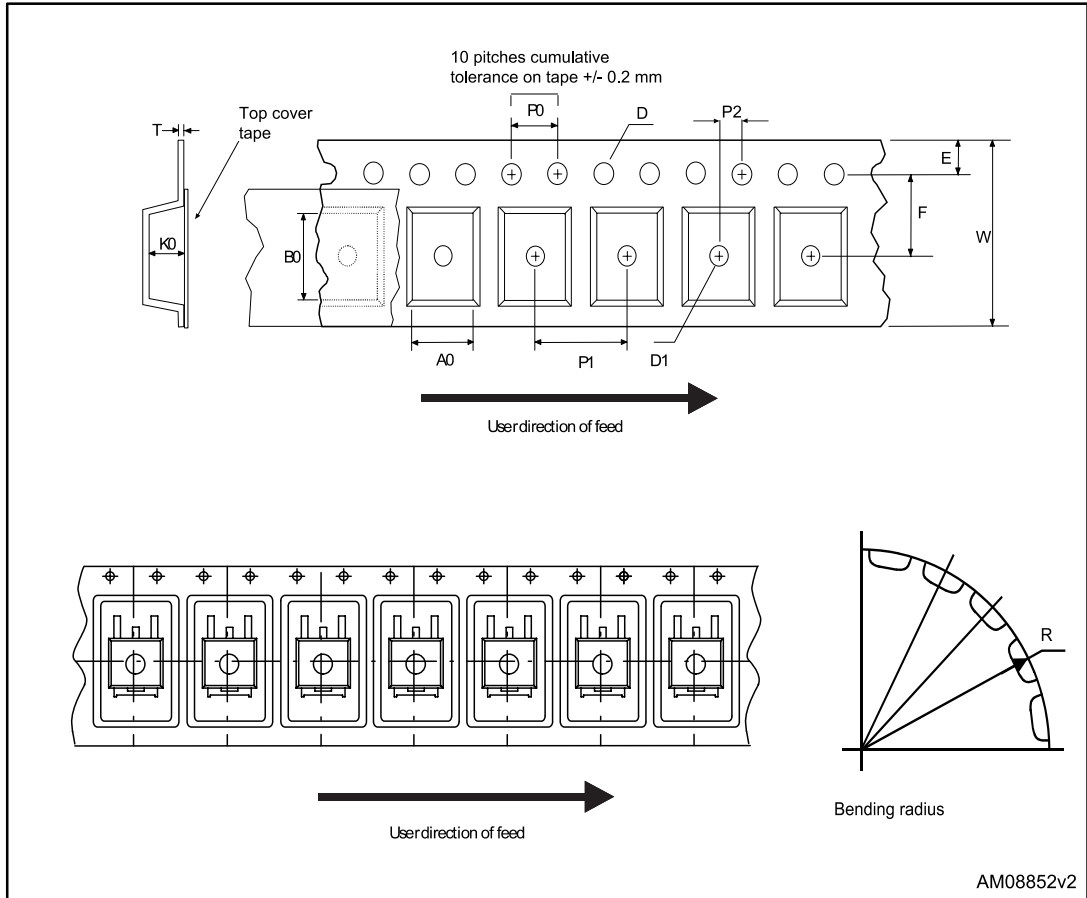 10 pitches cumulative
tolerance on tape +/- 0.2 mm
Top cover
tape
T
P0
D
P2
E
F
W
K0
B0
A0
P1
D1
User direction of feed
R
Bending radius
User direction of feed
AM08852v2